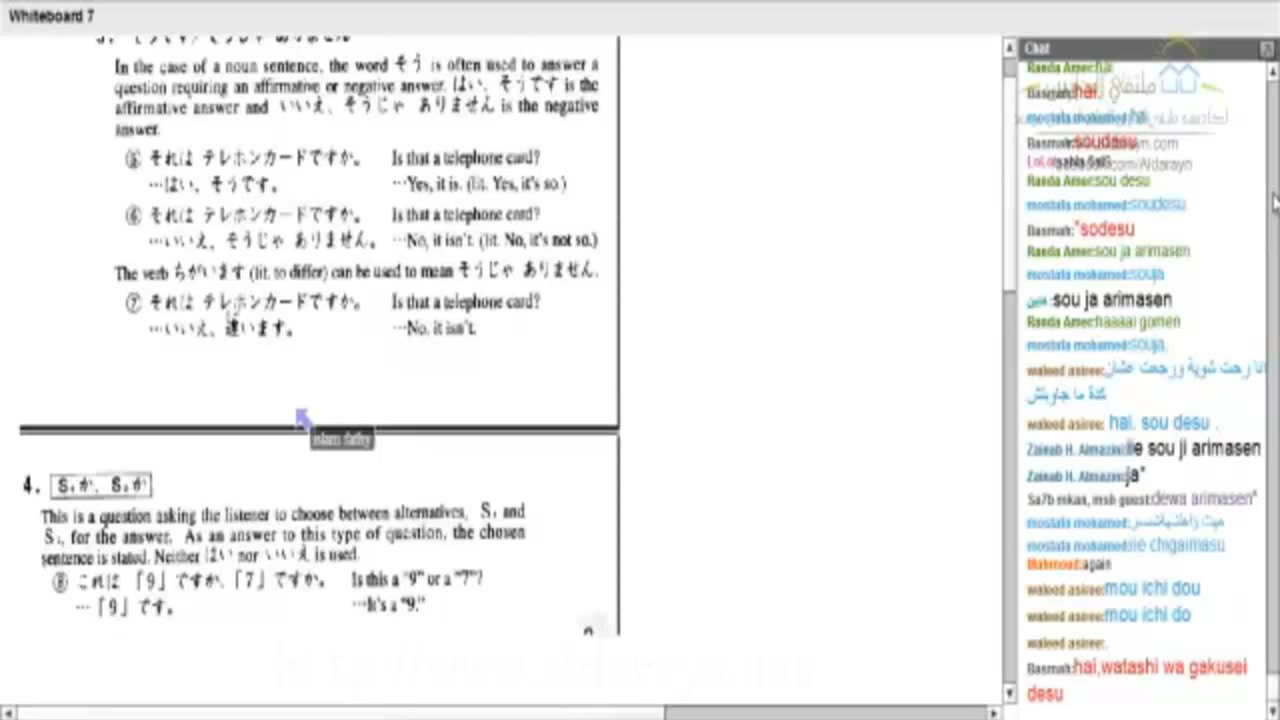 Whiteboard 7
In the case of a noun sentence, the word そう is often used to answer a
question requiring an affirmative or negative answer. はい、そうです is the
affirmative answer and いいえ、そうじゃ ありません is the negative
answer.
⑤ それは テレホンカードですか。 Is that a telephone card?
…はい、そうです。 …Yes, it is. (lit. Yes, it's so.)
⑥ それは テレホンカードですか。 Is that a telephone card?
…いいえ、そうじゃ ありません。 …No, it isn't. (lit. No, it's not so.)
The verb ちがいます (lit. to differ) can be used to mean そうじゃ ありません.
⑦ それは テレホンカードですか。 Is that a telephone card?
…いいえ、違います。 …No, it isn't.
islam fathy
4. S₁か、S₂か
This is a question asking the listener to choose between alternatives, S₁ and
S₂, for the answer. As an answer to this type of question, the chosen
sentence is stated. Neither はい nor いいえ is used.
⑧ これは「9」ですか、「7」ですか。 Is this a "9" or a "7"?
…「9」です。 …It's a "9."
Chat
Randa Amer:
Basmah:hai.
mostafa mohamed:
Basmah:soudasu
Randa Amer:sou desu
mostafa mohamed:soudesu
Basmah:*sodesu
Randa Amer:sou ja arimasen
mostafa mohamed:souja
sou ja arimasen
Randa Amer:haaaai gomen
mostafa mohamed:souja.
waleed asiree:انا رحت شوية ورجعت عشان
كدة ما جاوبتش
waleed asiree: hai. sou desu .
Zainab H. Almazini:iie sou ji arimasen
Zainab H. Almazini:ja*
Sa7b mkan, msh guest:dewa arimasen*
mostafa mohamed:
mostafa mohamed:iie chigaimasu
Mahmoud:again
waleed asiree:mou ichi dou
waleed asiree:mou ichi do
waleed asiree:.
Basmah:hai,watashi wa gakusei
desu